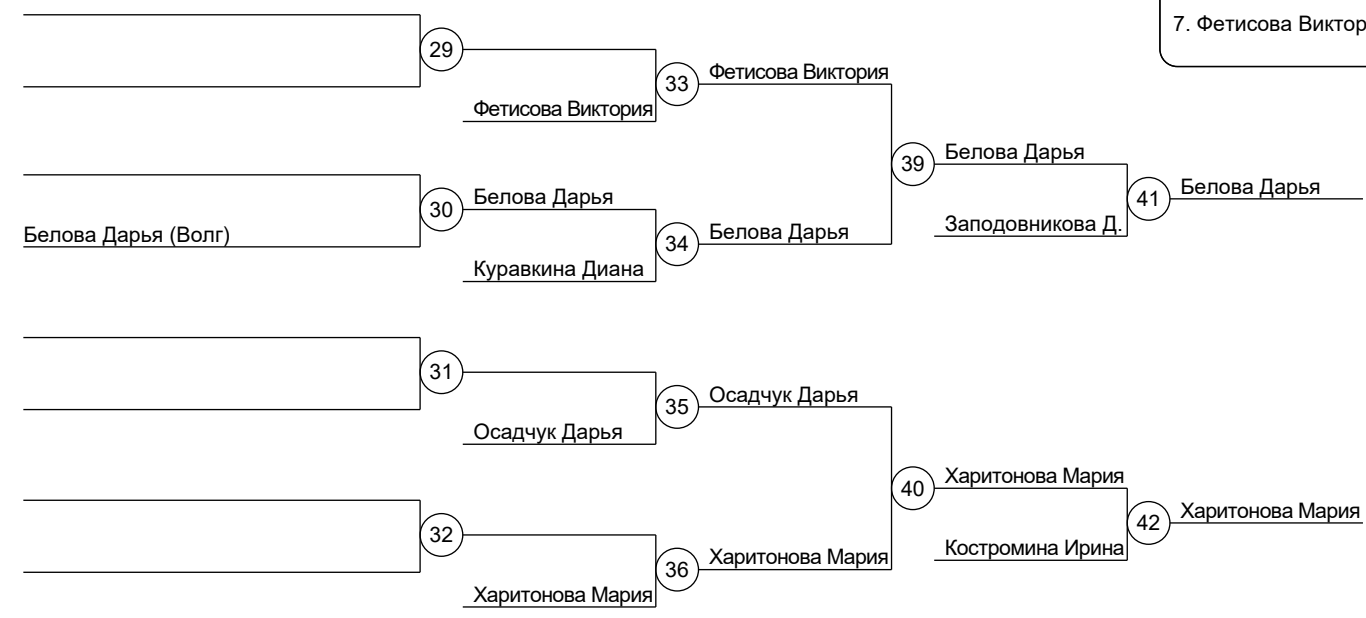 7. Фетисова Виктор
29
Фетисова Виктория
33
Фетисова Виктория
39
Белова Дарья
41
Белова Дарья
30
Белова Дарья
Белова Дарья (Волг)
34
Белова Дарья
Заподовникова Д.
Куравкина Диана
31
35
Осадчук Дарья
Осадчук Дарья
40
Харитонова Мария
42
Харитонова Мария
32
36
Харитонова Мария
Костромина Ирина
Харитонова Мария